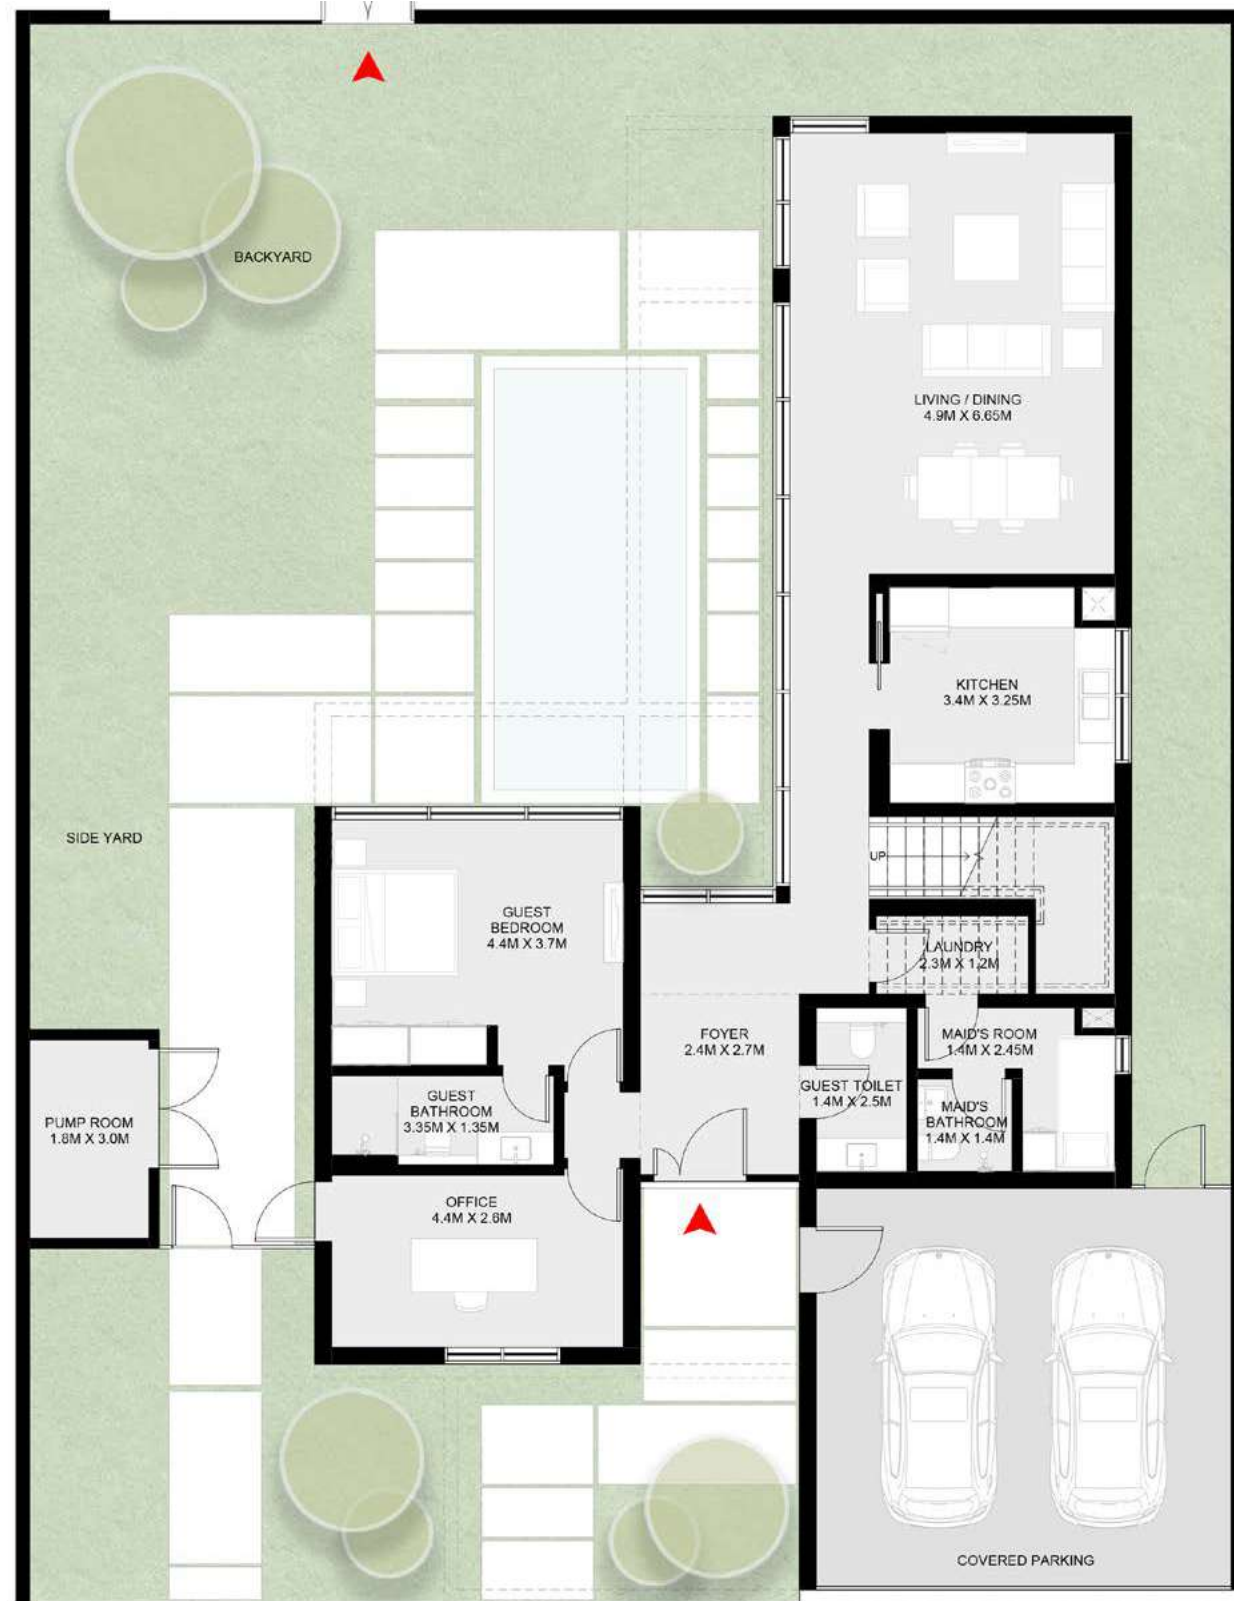 BACKYARD
LIVING / DINING
4.9M X 6.65M
KITCHEN
3.4M X 3.25M
SIDE YARD
UP
GUEST
BEDROOM
4.4M X 3.7M
LAUNDRY
2.3M X 1.2M
FOYER
2.4M X 2.7M
MAID'S ROOM
1.4M X 2.45M
GUEST TOILET
1.4M X 2.5M
GUEST
BATHROOM
3.35M X 1.35M
MAID'S
BATHROOM
1.4M X 1.4M
PUMP ROOM
1.8M X 3.0M
OFFICE
4.4M X 2.6M
COVERED PARKING